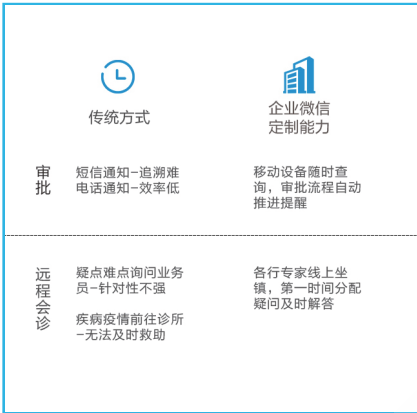 传统方式
企业微信
定制能力
审批
短信通知-追溯难
电话通知-效率低
移动设备随时查
询，审批流程自动
推进提醒
远程会诊
疑点难点询问业务
员-针对性不强
疾病疫情前往诊所
-无法及时救助
各行专家线上坐
镇，第一时间分配
疑问及时解答